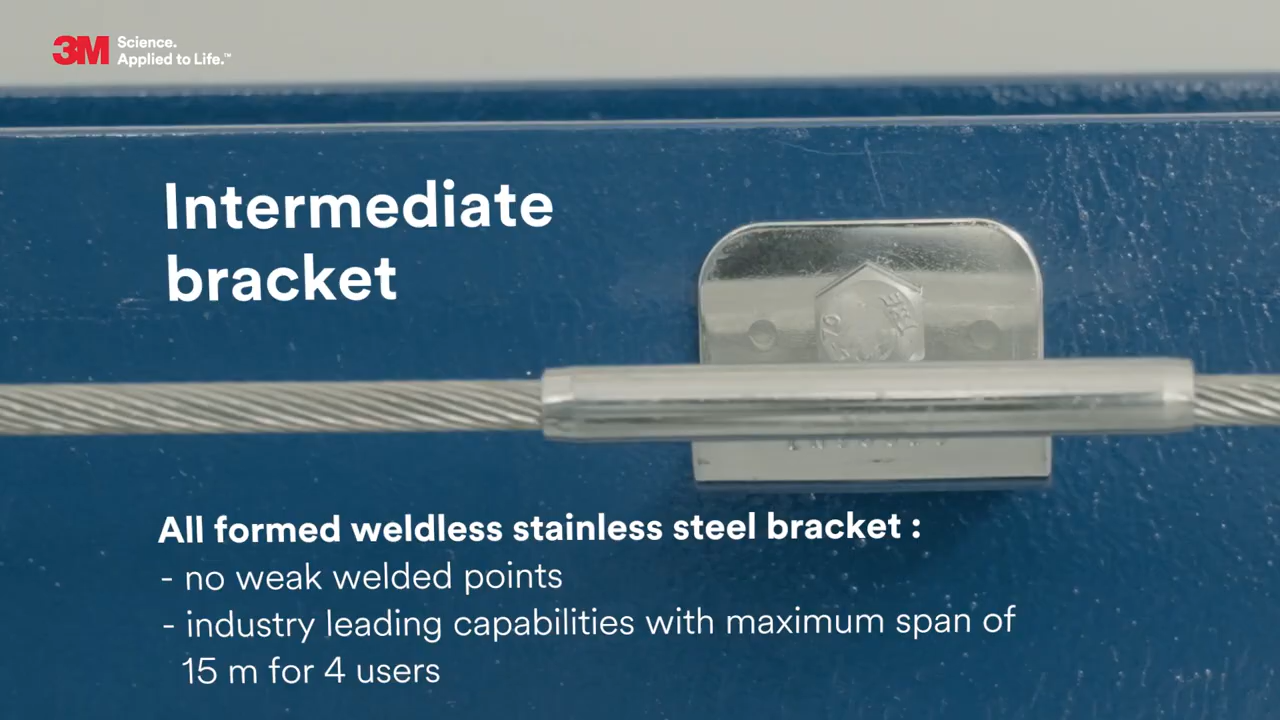 3M Science.
Applied to Life.™
Intermediate
bracket
All formed weldless stainless steel bracket :
- no weak welded points
- industry leading capabilities with maximum span of
15 m for 4 users